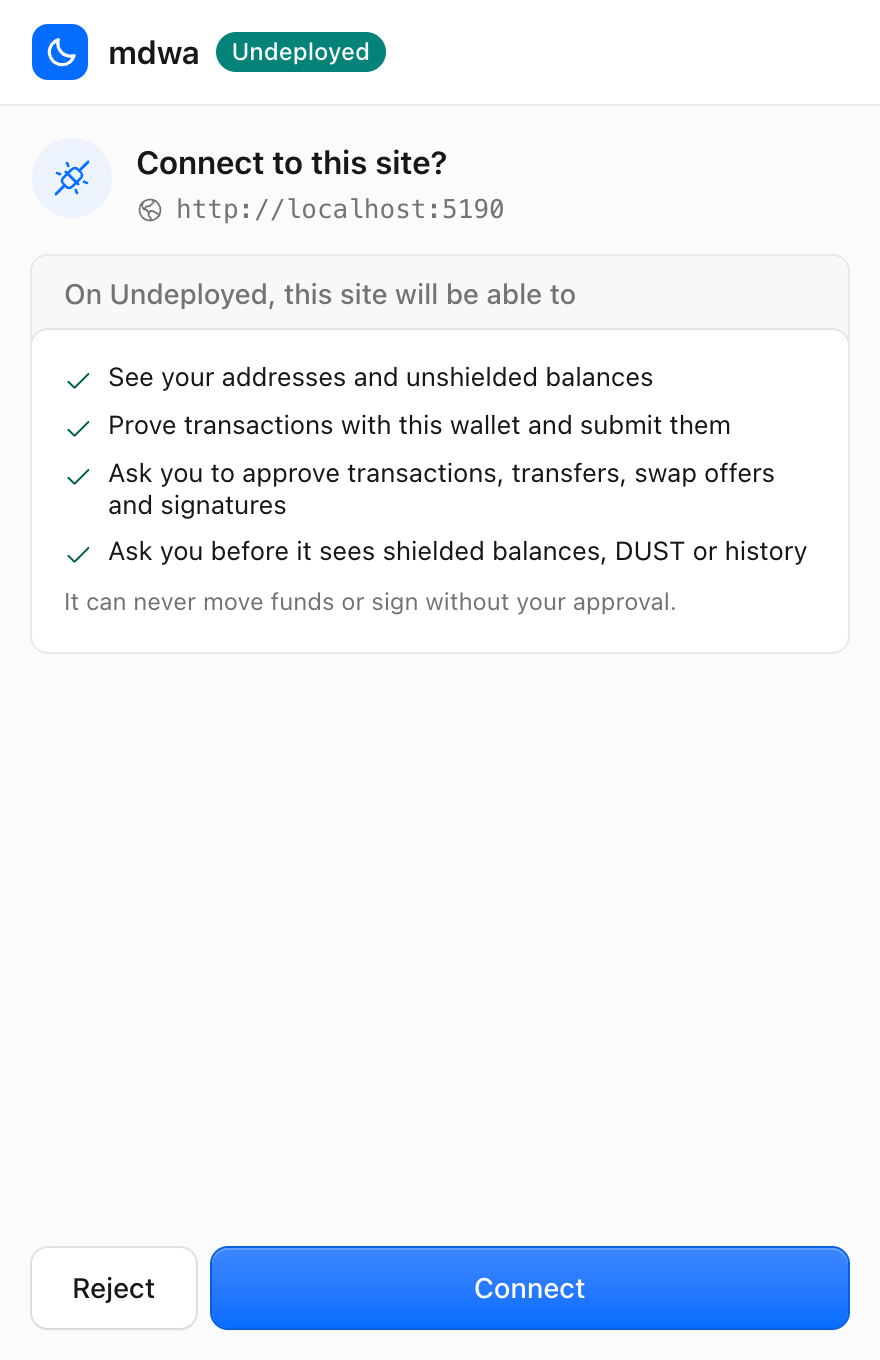 mdwa
Undeployed
Connect to this site?
http://localhost:5190
On Undeployed, this site will be able to
See your addresses and unshielded balances
Prove transactions with this wallet and submit them
Ask you to approve transactions, transfers, swap offers
and signatures
Ask you before it sees shielded balances, DUST or history
It can never move funds or sign without your approval.
Reject
Connect